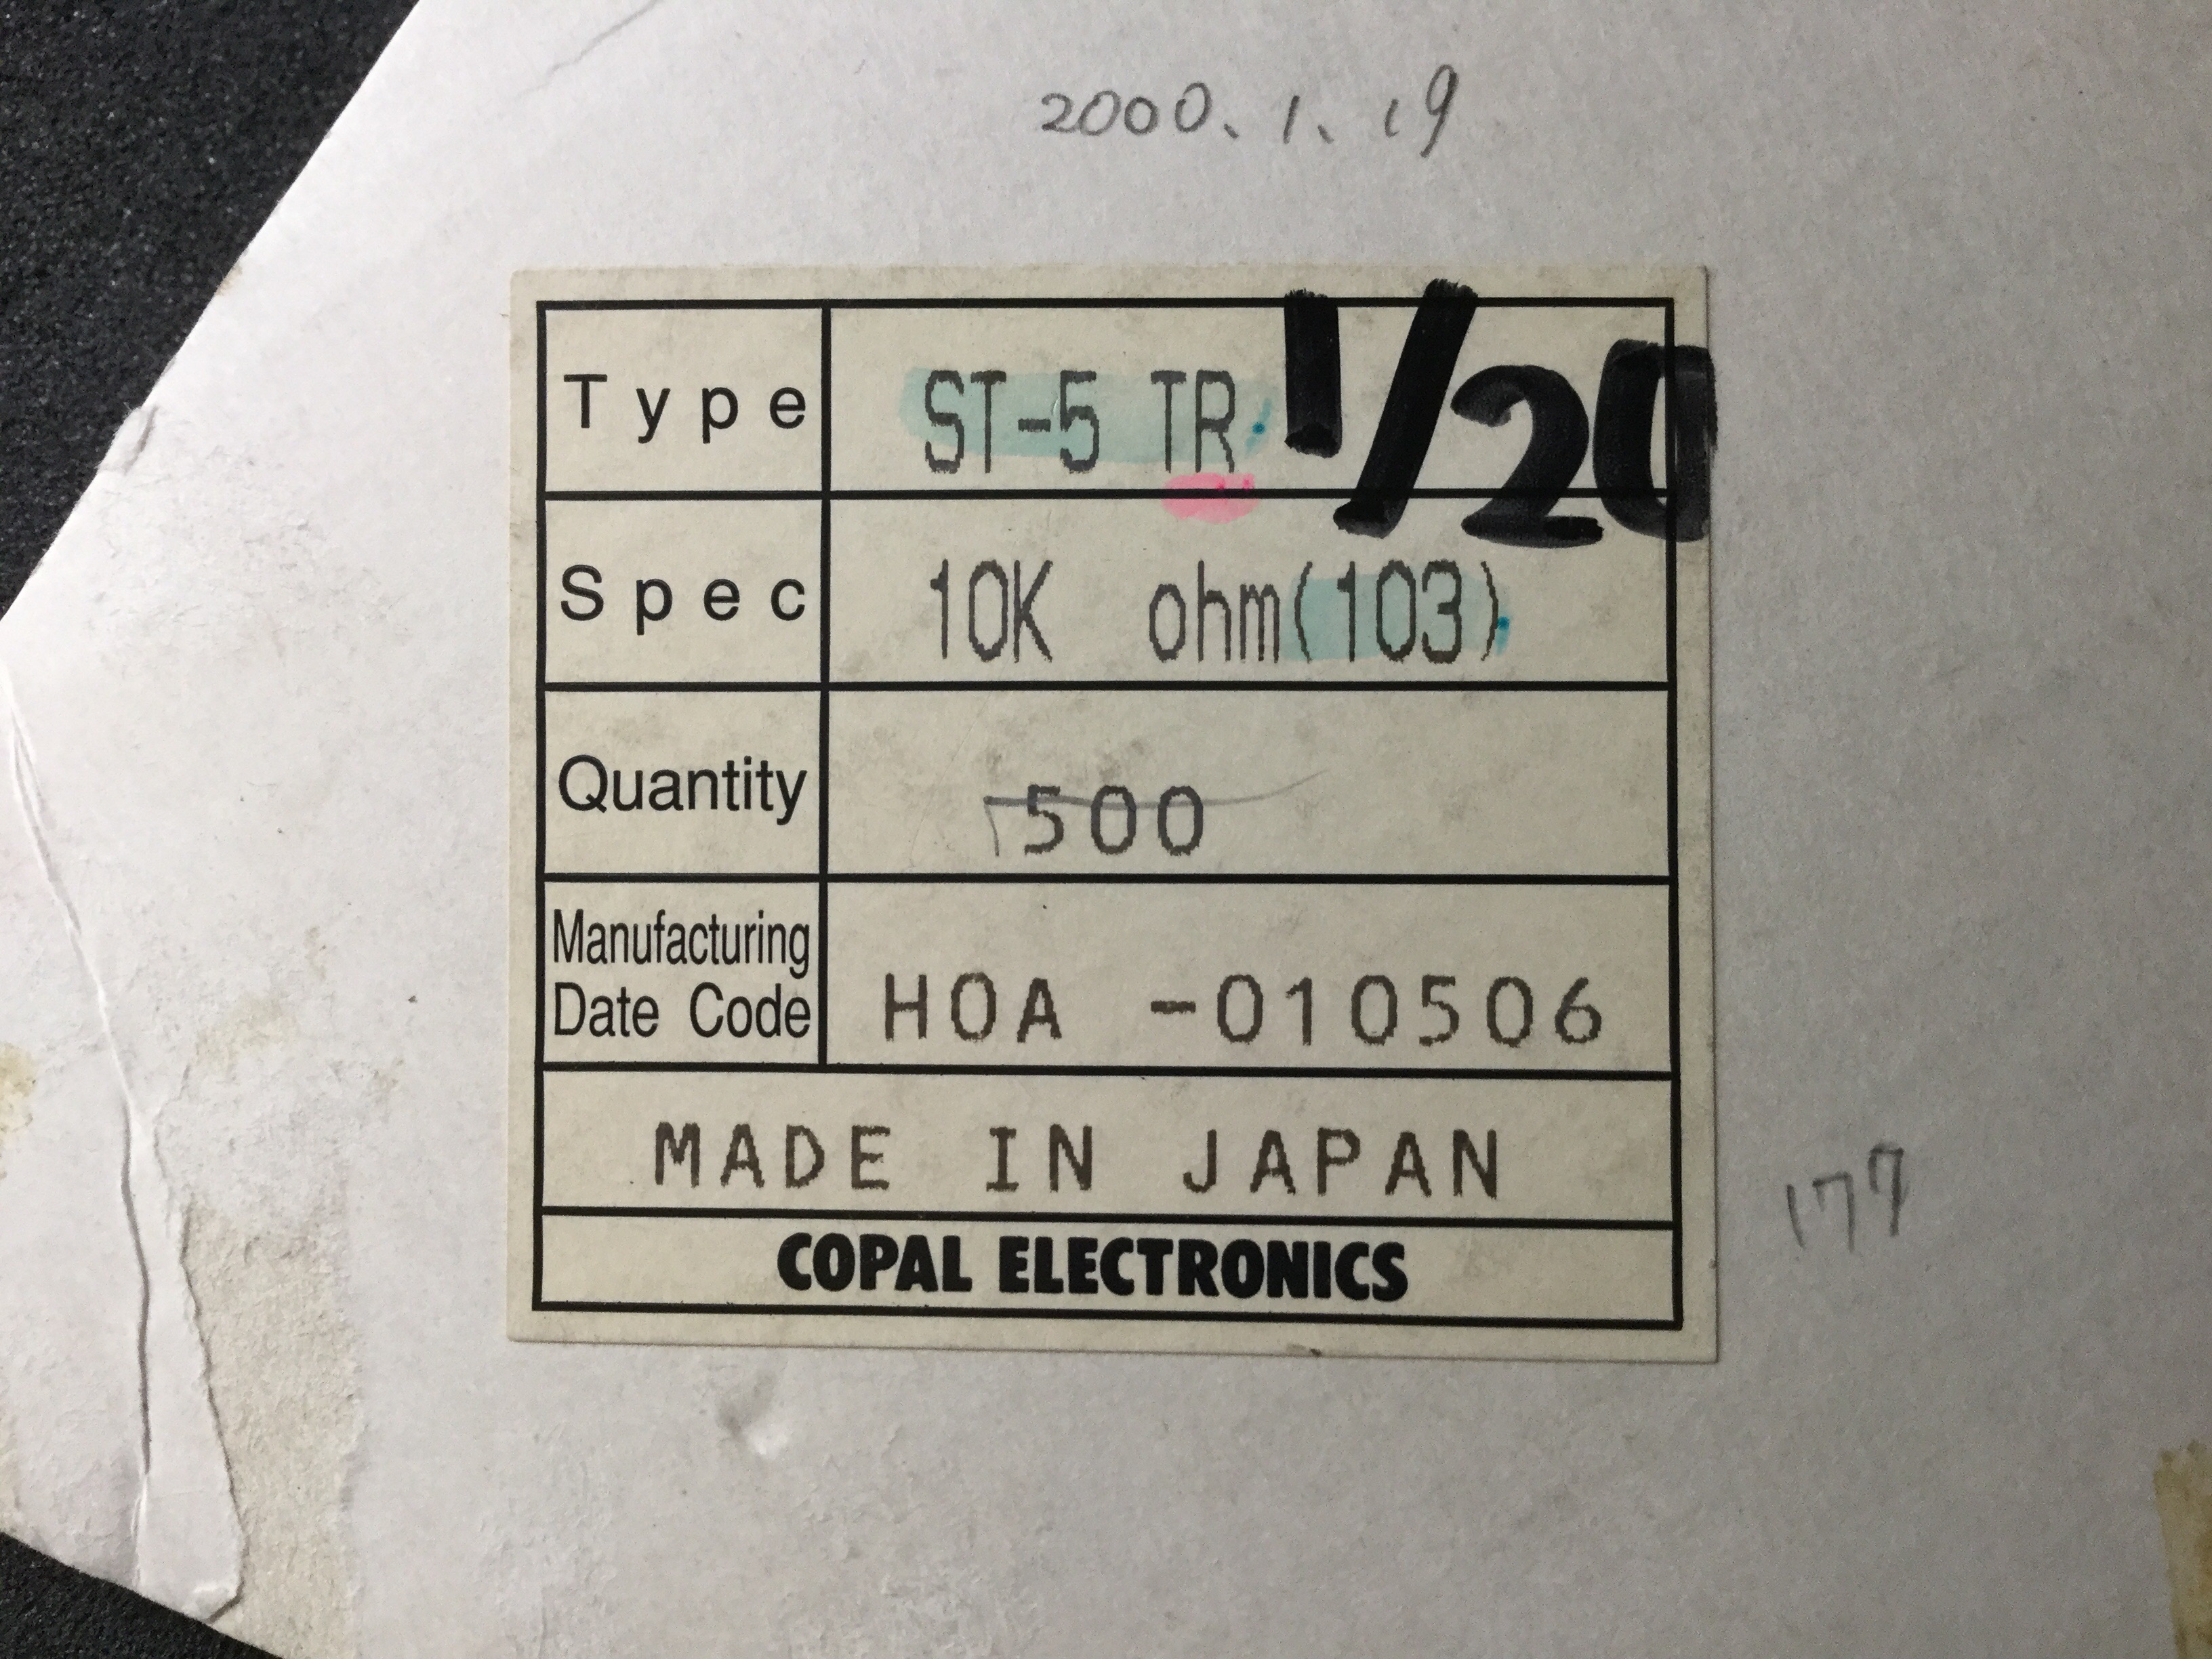 2000、1、19
Type ST-5 TR 1/20
Spec 10K ohm(103)
Quantity 500
Manufacturing
Date Code HOA -010506
MADE IN JAPAN
COPAL ELECTRONICS
177